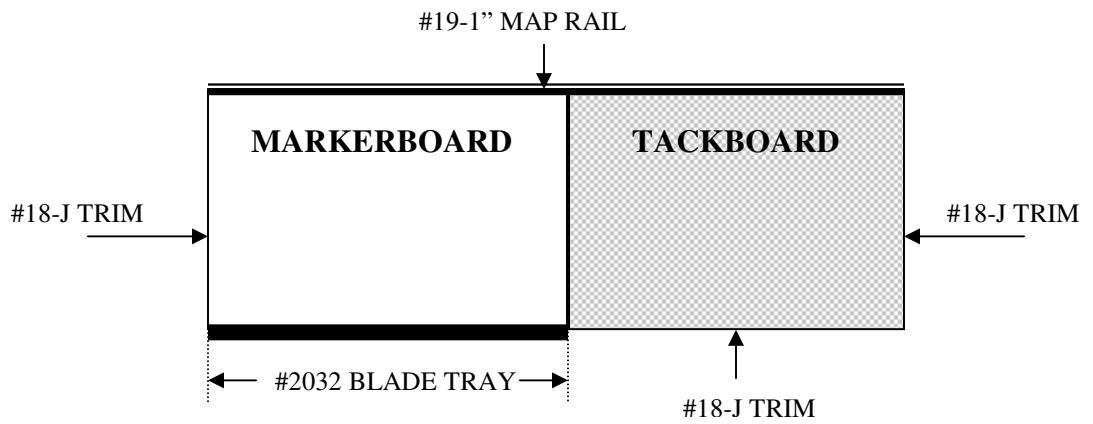 #19-1” MAP RAIL
MARKERBOARD
TACKBOARD
#18-J TRIM
#18-J TRIM
#2032 BLADE TRAY
#18-J TRIM